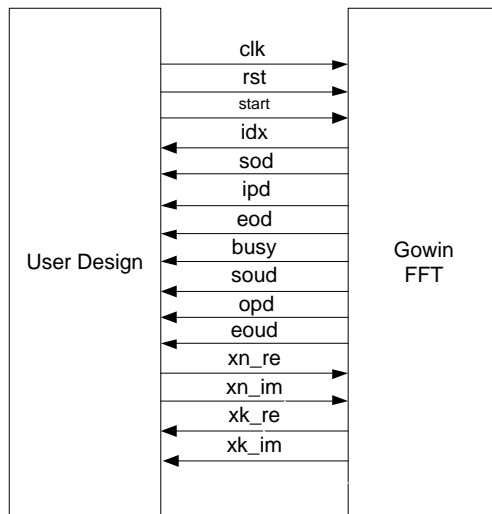 clk
rst
start
idx
sod
ipd
eod
busy
User Design
Gowin
FFT
soud
opd
eoud
xn_re
xn_im
xk_re
xk_im